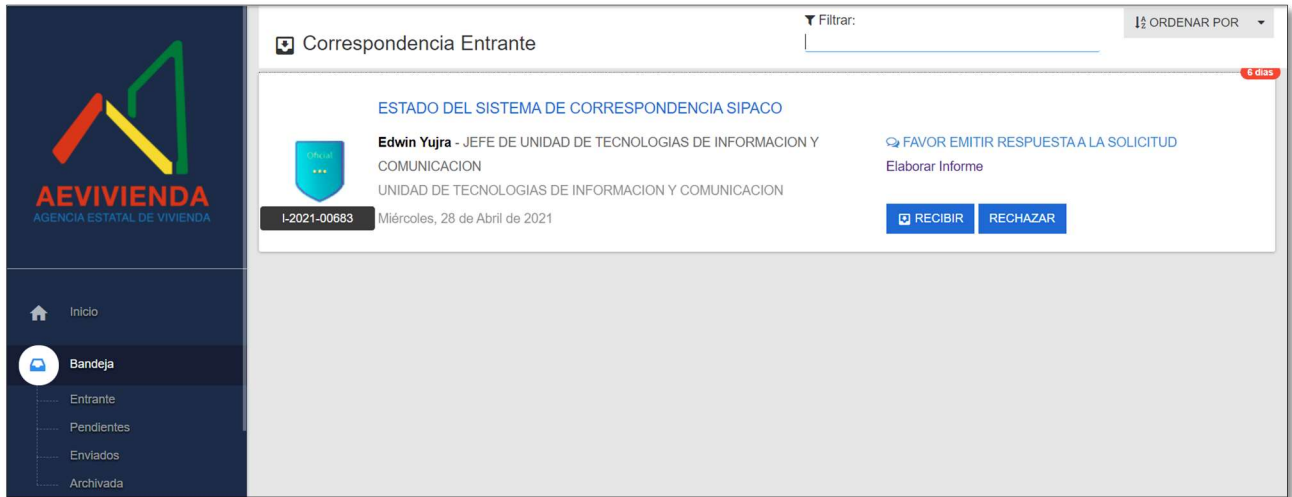 AEVIVIENDA
AGENCIA ESTATAL DE VIVIENDA
Inicio
Bandeja
Entrante
Pendientes
Enviados
Archivada
Correspondencia Entrante
Filtrar:
ORDENAR POR
6 dias
ESTADO DEL SISTEMA DE CORRESPONDENCIA SIPACO
Oficial
I-2021-00683
Edwin Yujra - JEFE DE UNIDAD DE TECNOLOGIAS DE INFORMACION Y
COMUNICACION
UNIDAD DE TECNOLOGIAS DE INFORMACION Y COMUNICACION
Miércoles, 28 de Abril de 2021
FAVOR EMITIR RESPUESTA A LA SOLICITUD
Elaborar Informe
RECIBIR
RECHAZAR